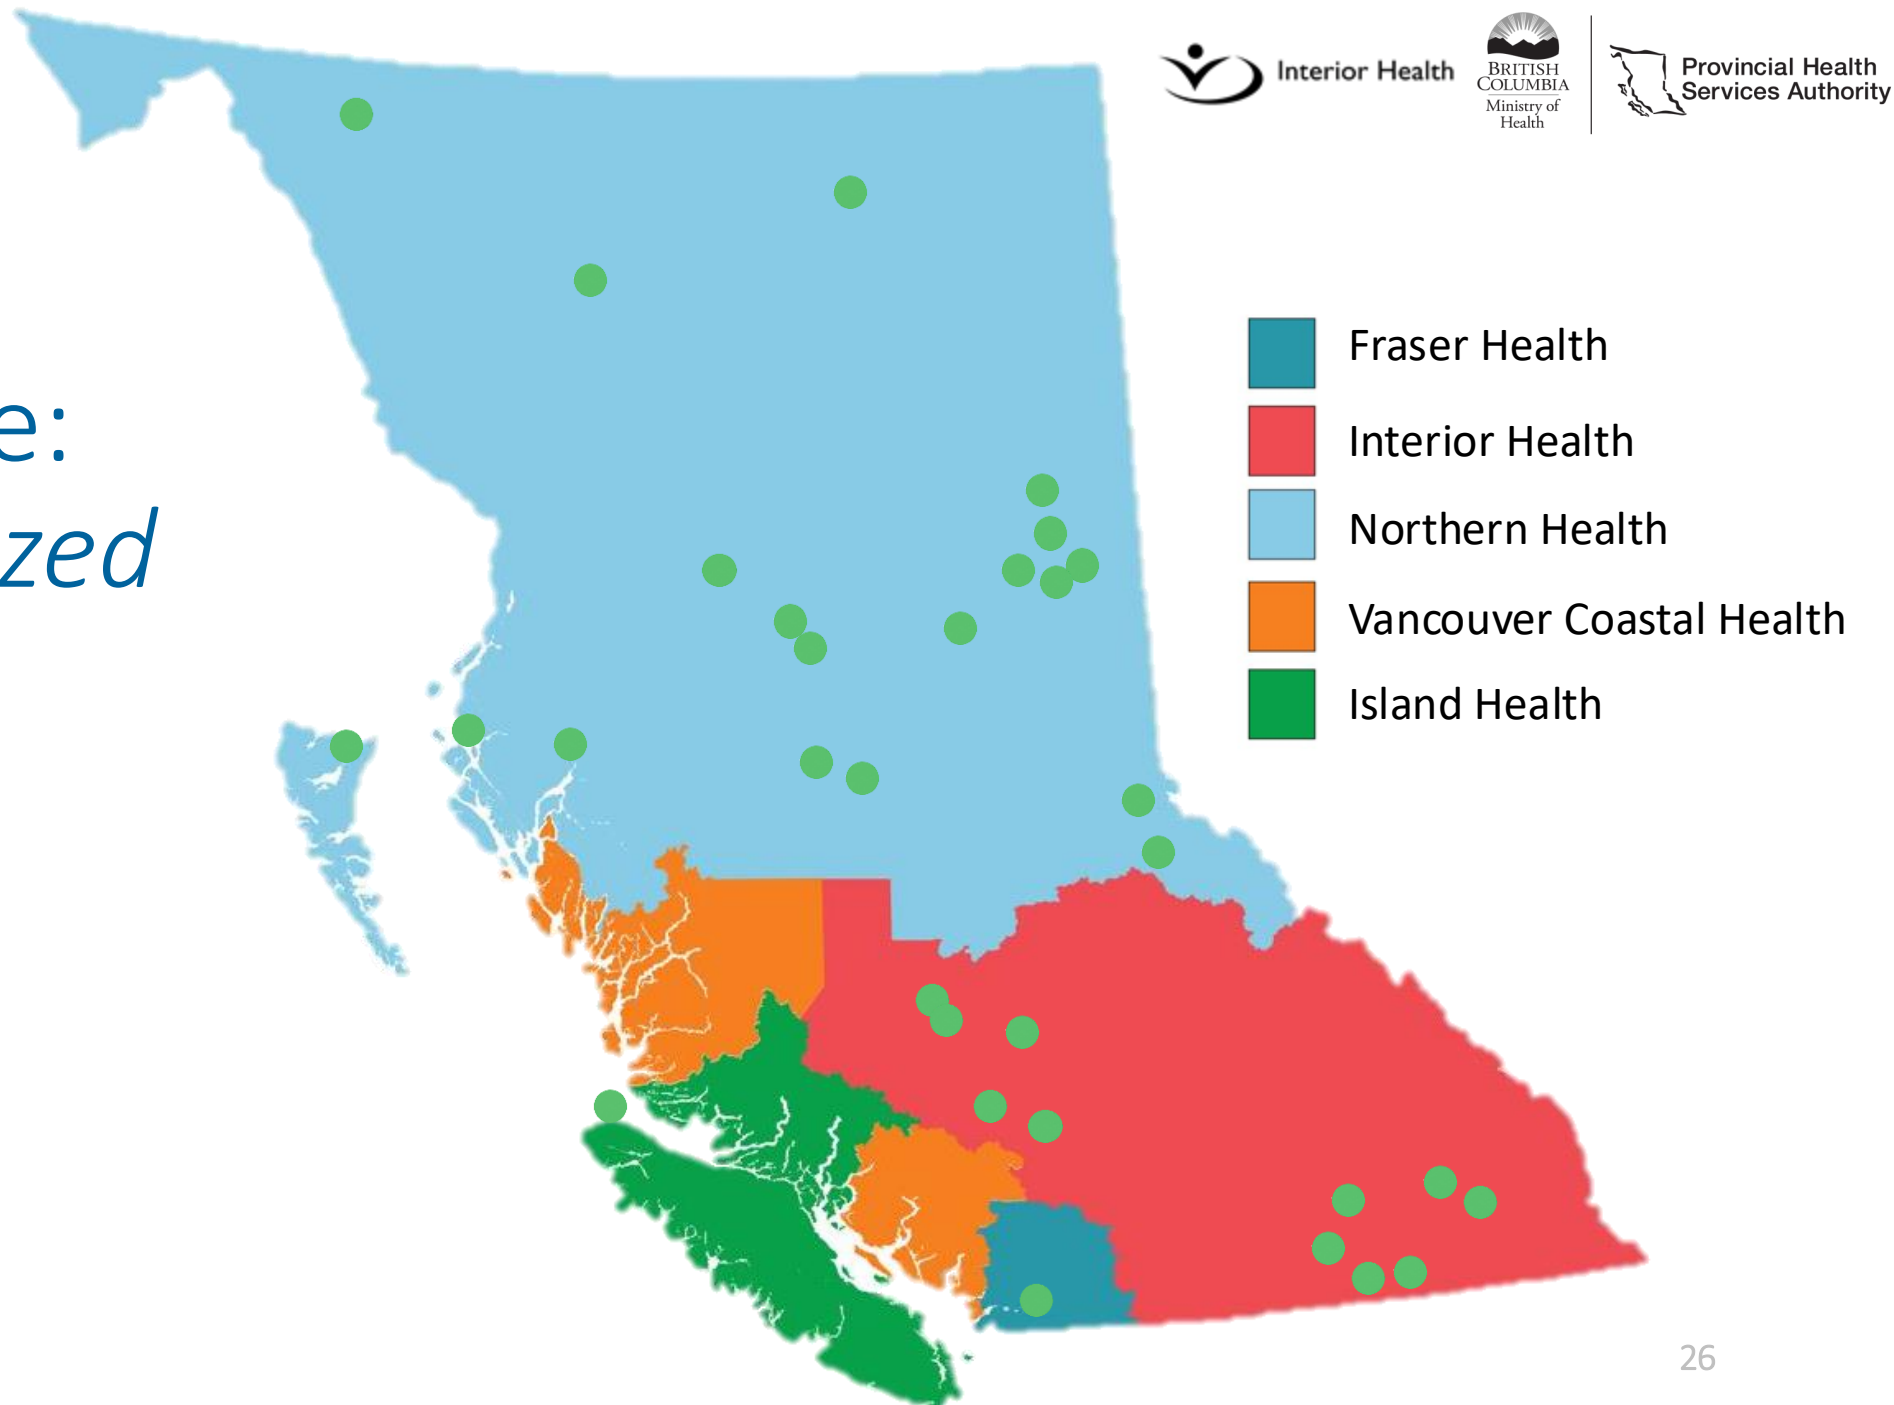 Interior Health
BRITISH
COLUMBIA
Ministry of
Health
Provincial Health
Services Authority
e:
zed
Fraser Health
Interior Health
Northern Health
Vancouver Coastal Health
Island Health
26